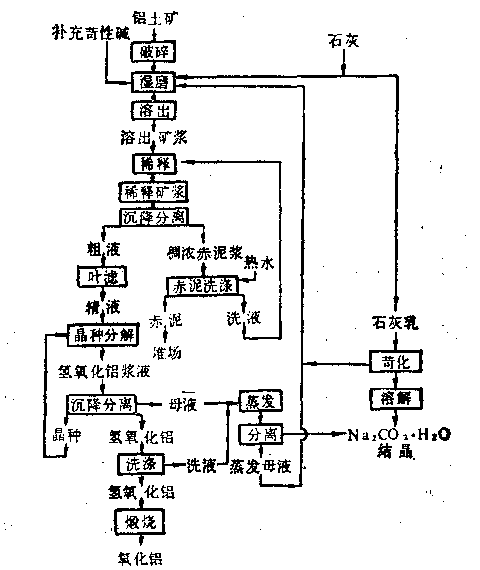 铝土矿
补充苛性碱
石灰
破碎
湿磨
溶出
溶出矿浆
稀释
稀释矿浆
沉降分离
粗液
稠浓赤泥浆
热水
叶滤
赤泥洗涤
精液
赤泥
洗液
堆场
石灰乳
晶种分解
苛化
氢氧化铝浆液
溶解
沉降分离
母液
蒸发
晶种
氢氧化铝
分离
Na₂CO₃·H₂O
结晶
洗涤
洗液
蒸发母液
氢氧化铝
煅烧
氧化铝